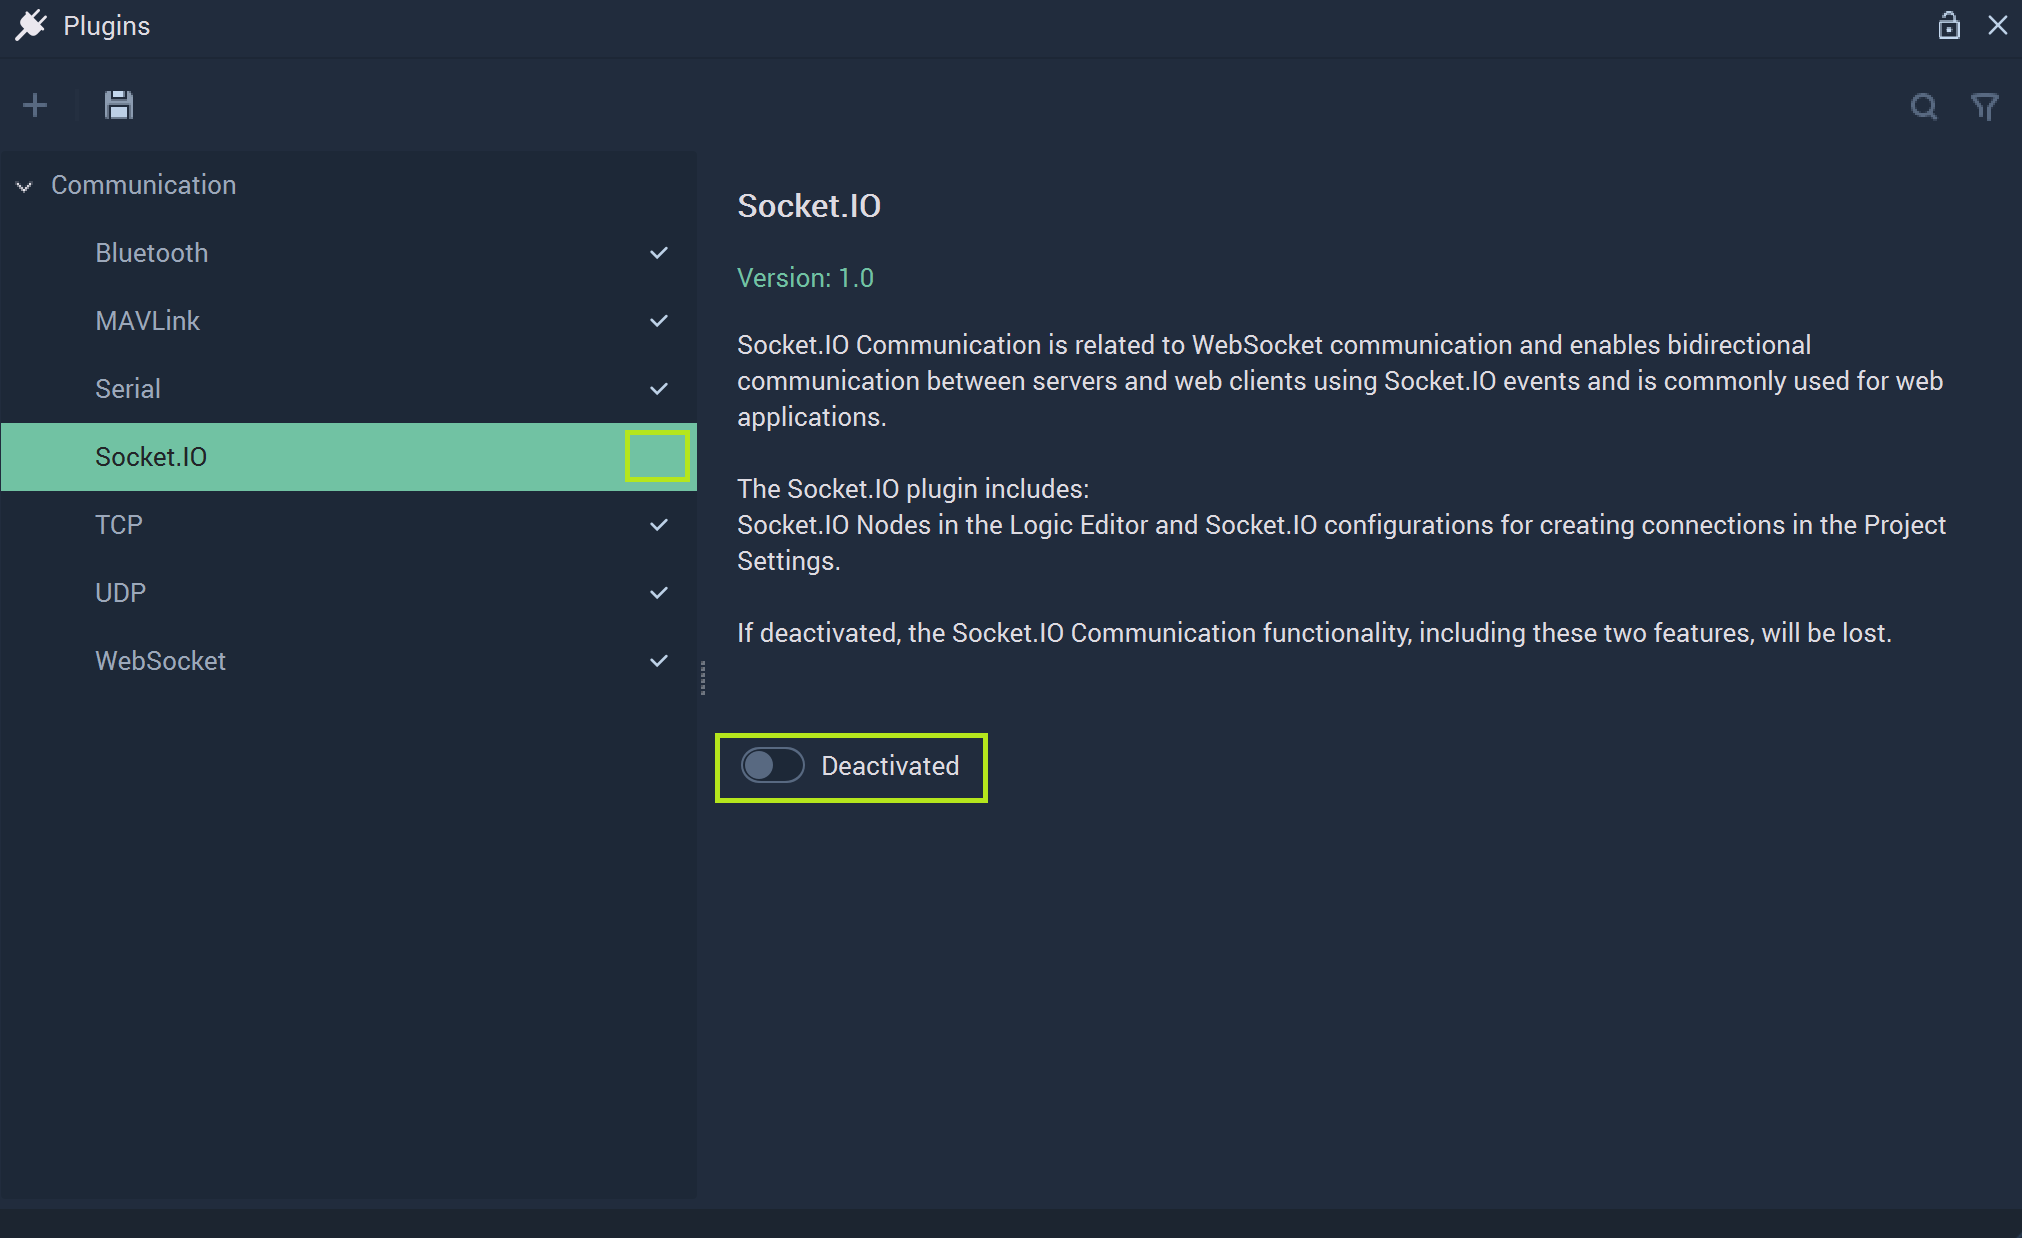 Plugins
Communication
Bluetooth
MAVLink
Serial
Socket.IO
TCP
UDP
WebSocket
Socket.IO
Version: 1.0
Socket.IO Communication is related to WebSocket communication and enables bidirectional
communication between servers and web clients using Socket.IO events and is commonly used for web
applications.
The Socket.IO plugin includes:
Socket.IO Nodes in the Logic Editor and Socket.IO configurations for creating connections in the Project
Settings.
If deactivated, the Socket.IO Communication functionality, including these two features, will be lost.
Deactivated